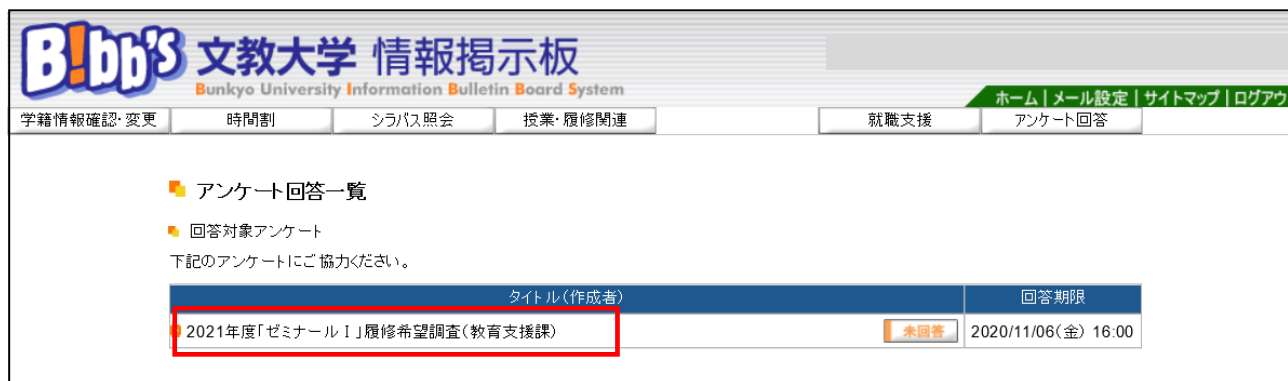 B!bb's 文教大学 情報掲示板
Bunkyo University Information Bulletin Board System
ホーム | メール設定 | サイトマップ | ログアウ
学籍情報確認・変更 時間割 シラバス照会 授業・履修関連 就職支援 アンケート回答
アンケート回答一覧
回答対象アンケート
下記のアンケートにご協力ください。
タイトル(作成者) 回答期限
2021年度「ゼミナールⅠ」履修希望調査(教育支援課) 未回答 2020/11/06(金) 16:00